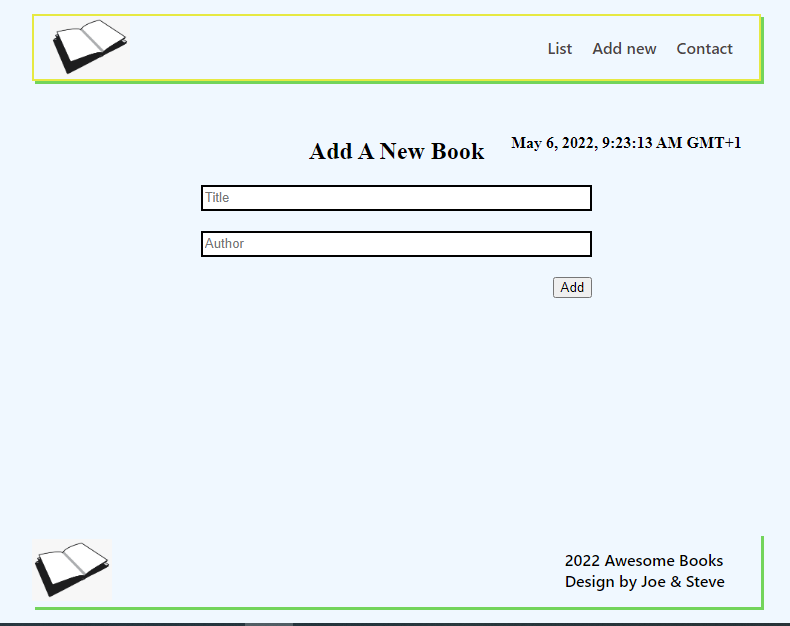 List Add new Contact
May 6, 2022, 9:23:13 AM GMT+1
Add A New Book
Title
Author
Add
2022 Awesome Books
Design by Joe & Steve